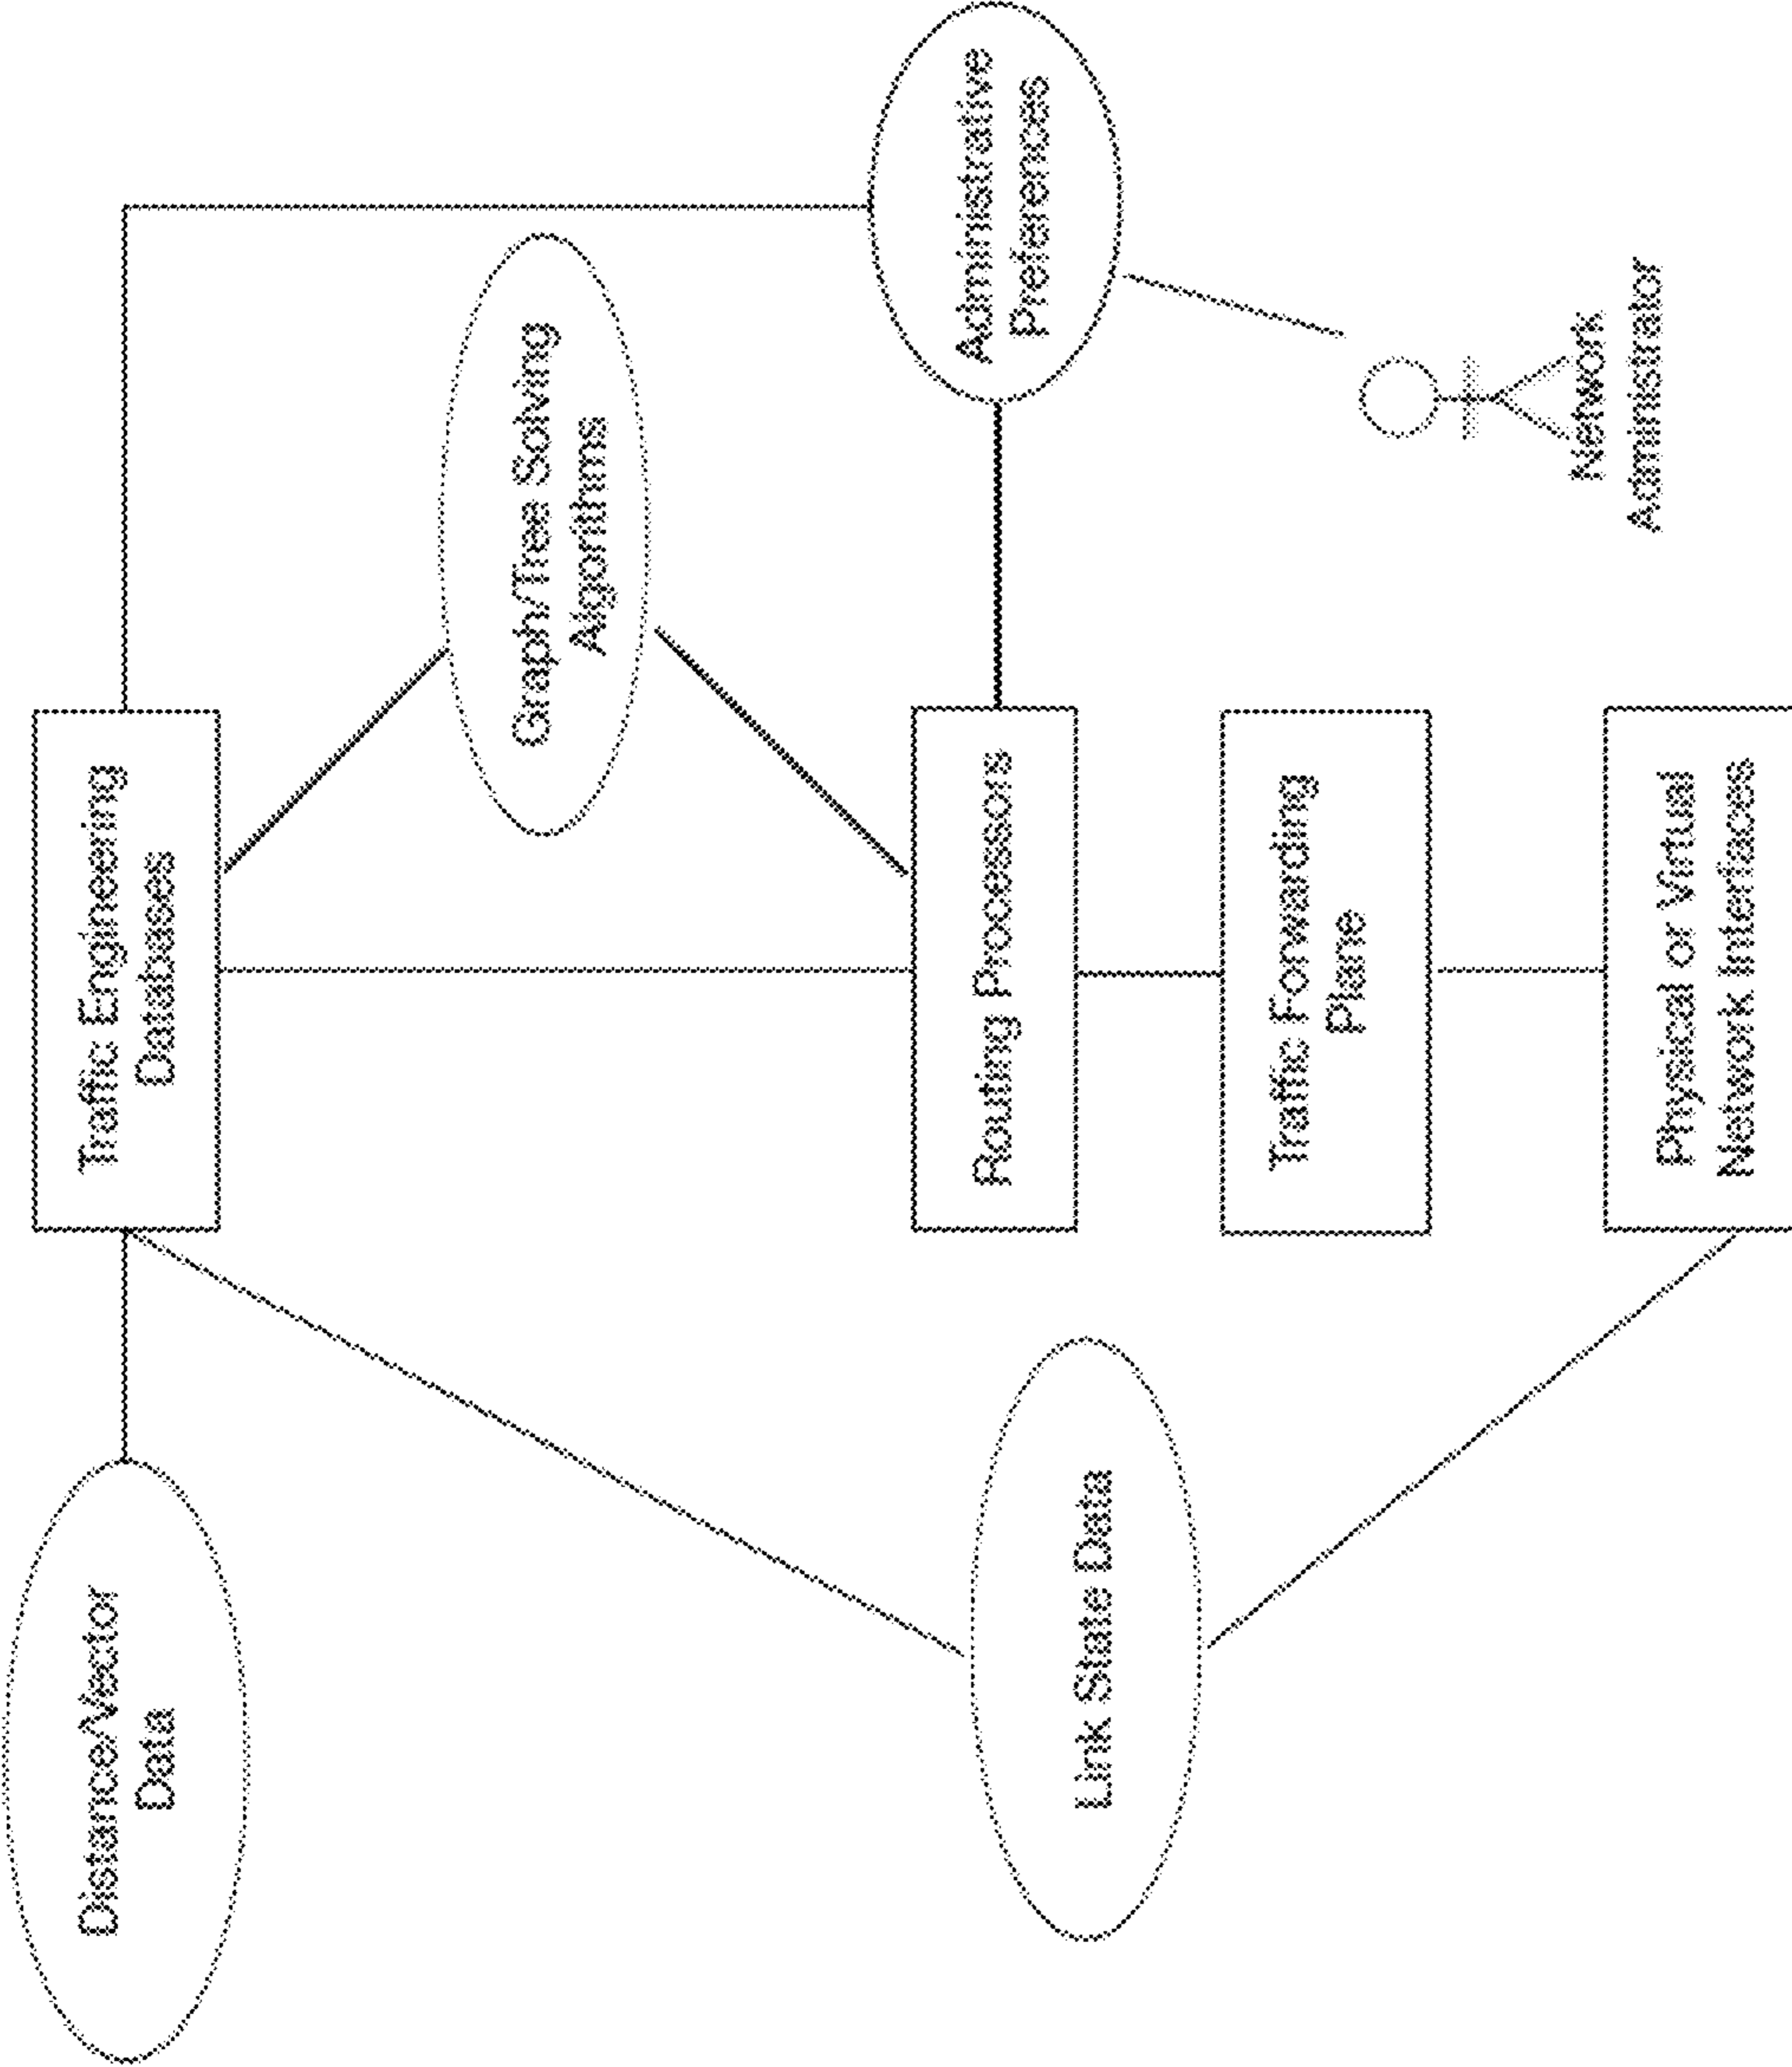 Distance/Vector
Data
Traffic Engineering
Databases
Graph/Tree Solving
Algorithms
Administrative
Preferences
Link State Data
Routing Processors
Traffic Forwarding
Plane
Network
Administrator
Physical or Virtual
Network Interfaces